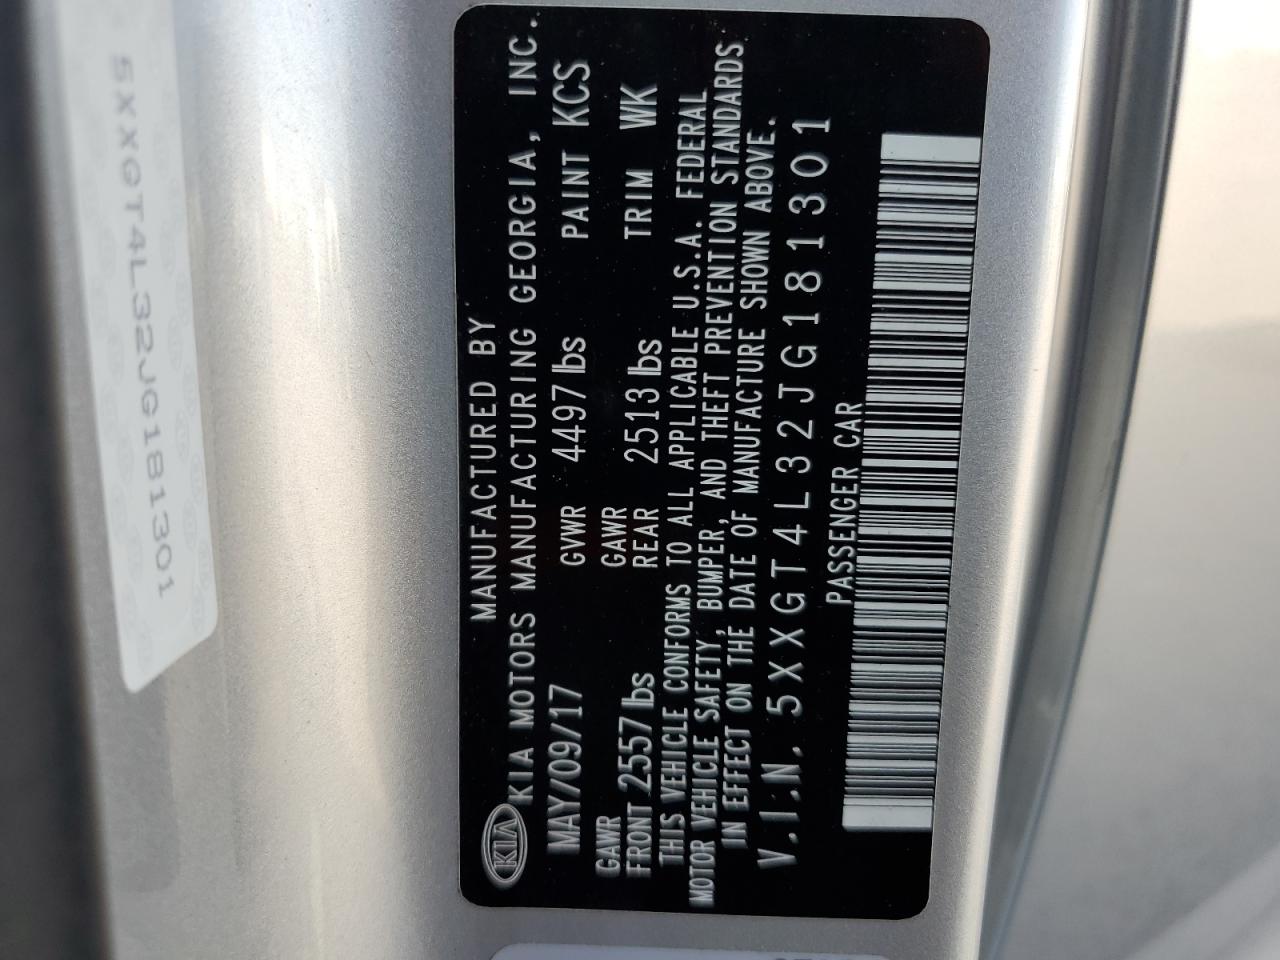 5XXGT4L32JG181301
MANUFACTURED BY
KIA KIA MOTORS MANUFACTURING GEORGIA, INC.
MAY/09/17 GVWR 4497 lbs PAINT KCS
GAWR FRONT 2557 lbs GAWR REAR 2513 lbs TRIM WK
THIS VEHICLE CONFORMS TO ALL APPLICABLE U.S.A. FEDERAL
MOTOR VEHICLE SAFETY, BUMPER, AND THEFT PREVENTION STANDARDS
IN EFFECT ON THE DATE OF MANUFACTURE SHOWN ABOVE.
V.I.N. 5XXGT4L32JG181301
PASSENGER CAR